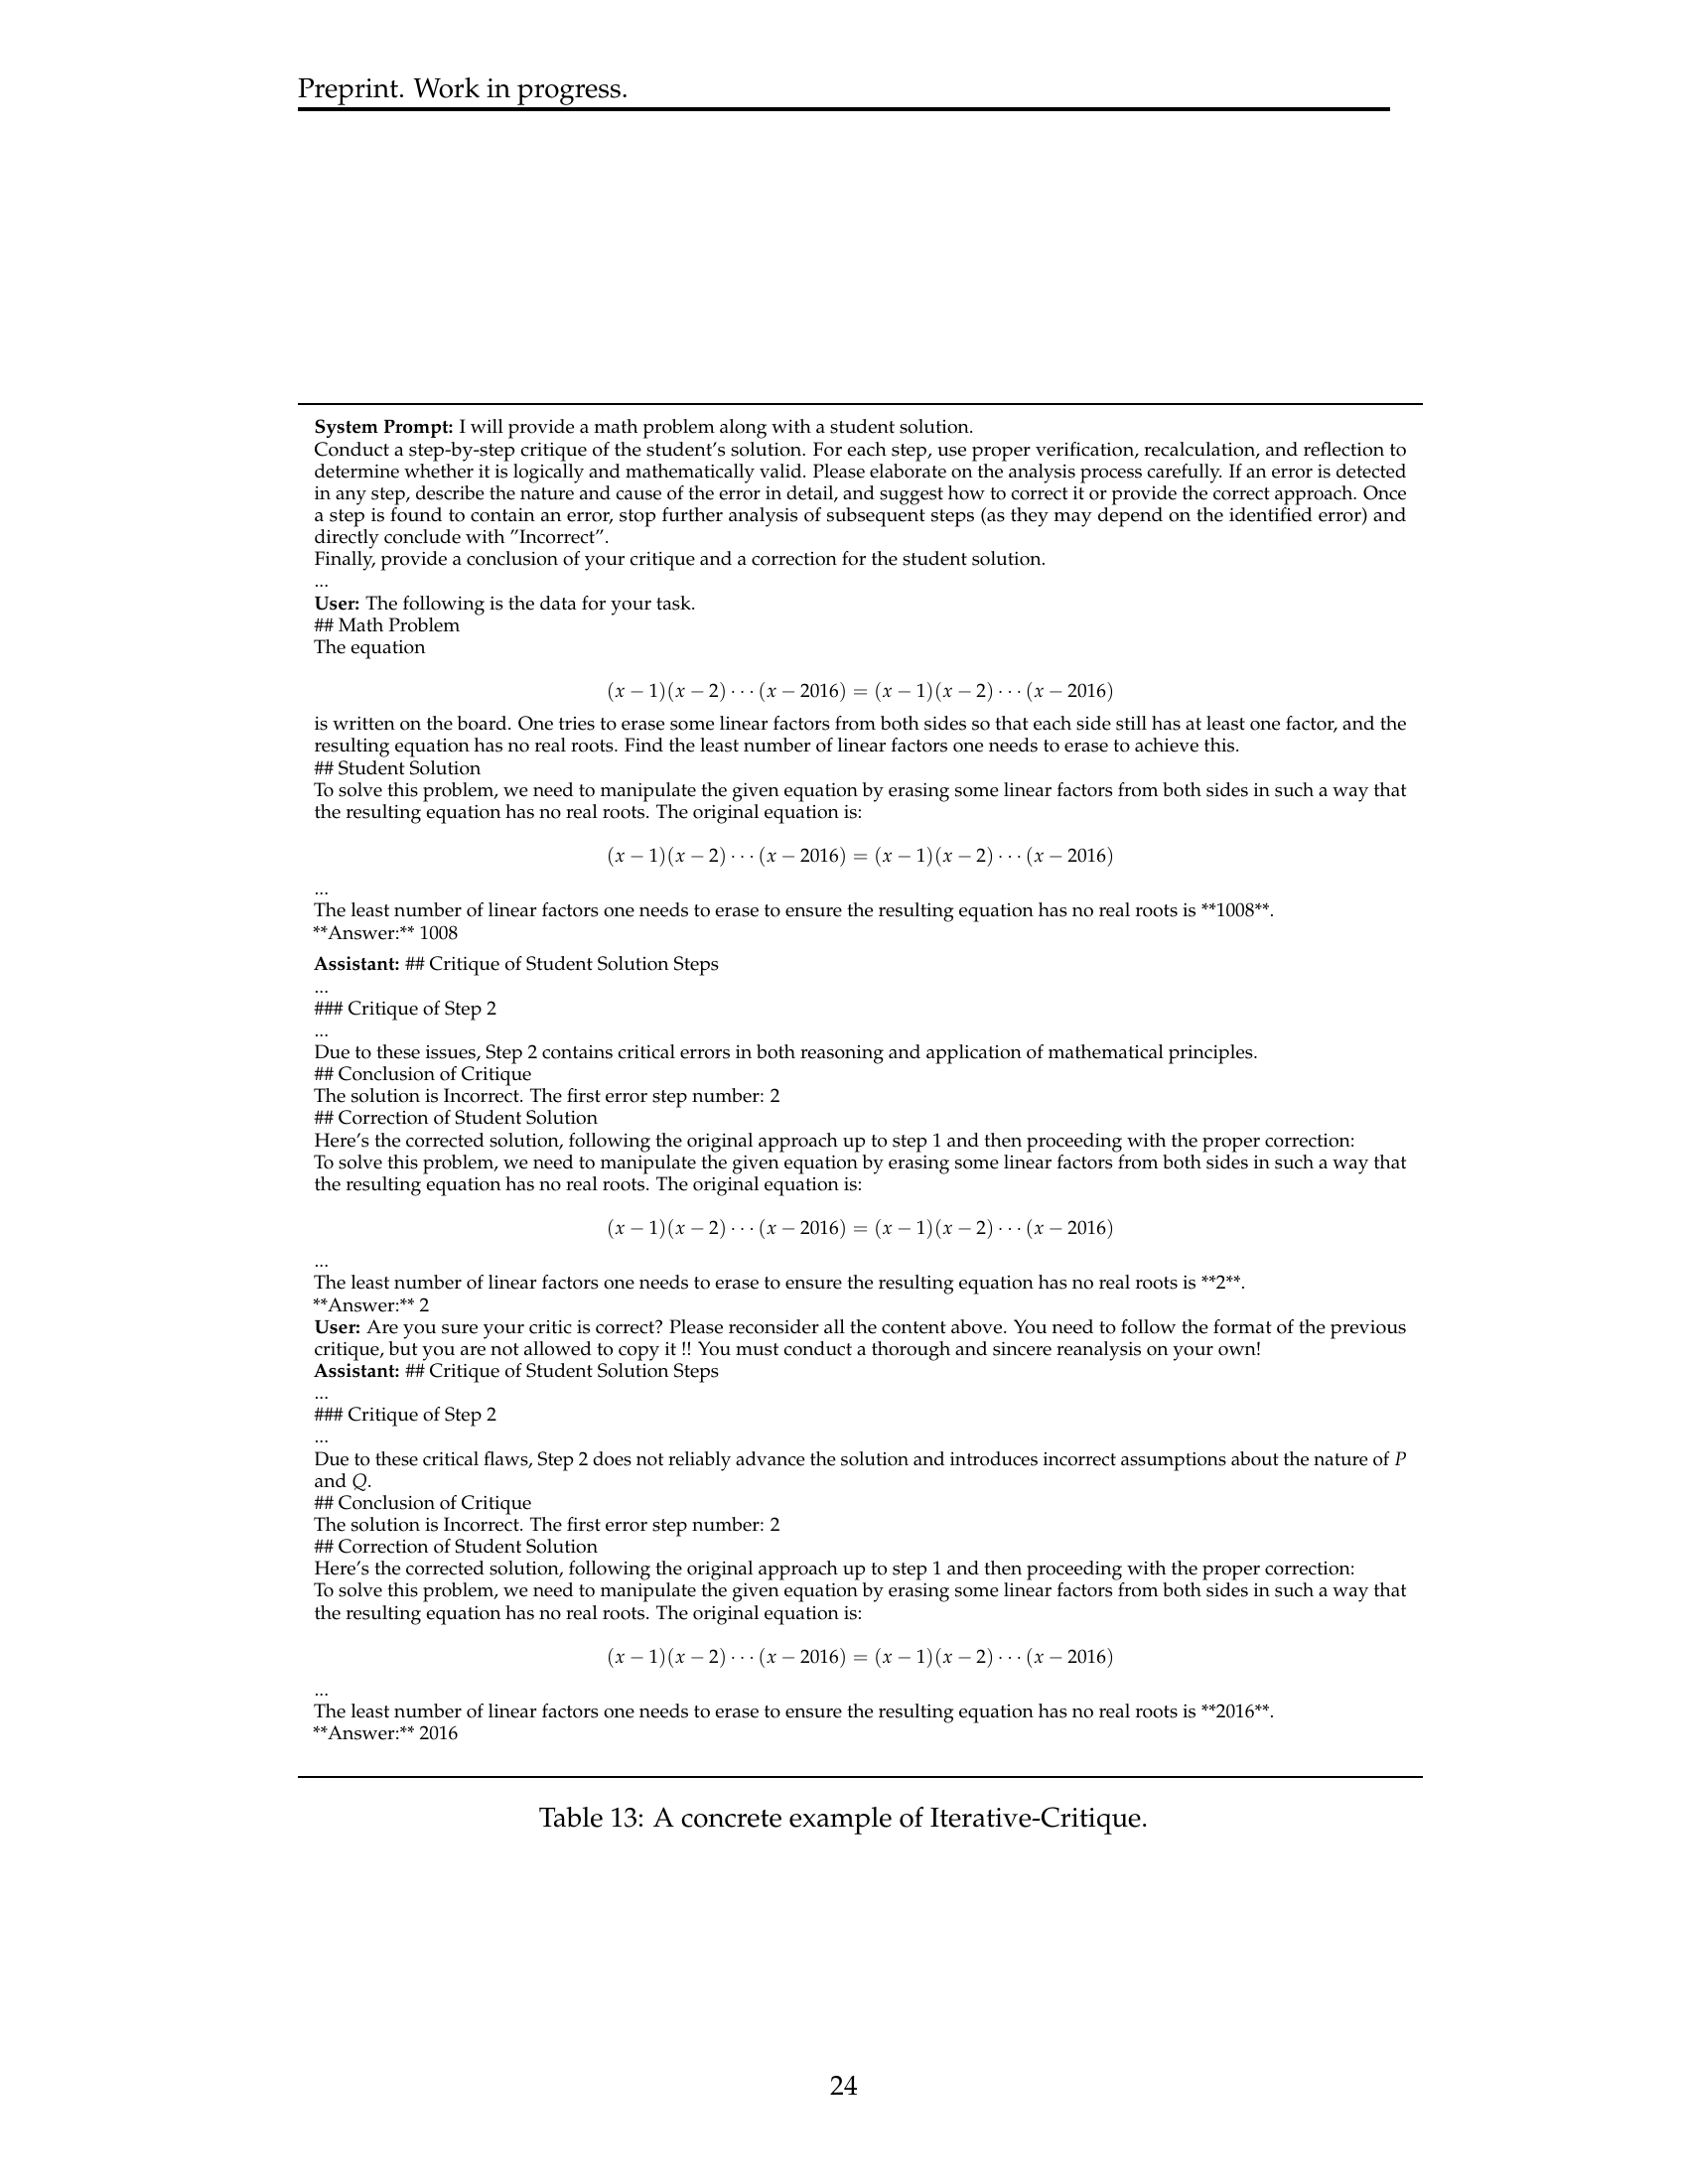 Preprint. Work in progress.
System Prompt: I will provide a math problem along with a student solution.
Conduct a step-by-step critique of the student's solution. For each step, use proper verification, recalculation, and reflection to
determine whether it is logically and mathematically valid. Please elaborate on the analysis process carefully. If an error is detected
in any step, describe the nature and cause of the error in detail, and suggest how to correct it or provide the correct approach. Once
a step is found to contain an error, stop further analysis of subsequent steps (as they may depend on the identified error) and
directly conclude with ”Incorrect”.
Finally, provide a conclusion of your critique and a correction for the student solution.
...
User: The following is the data for your task.
## Math Problem
The equation
(x − 1)(x − 2) · · · (x − 2016) = (x − 1)(x − 2) · · · (x − 2016)
is written on the board. One tries to erase some linear factors from both sides so that each side still has at least one factor, and the
resulting equation has no real roots. Find the least number of linear factors one needs to erase to achieve this.
## Student Solution
To solve this problem, we need to manipulate the given equation by erasing some linear factors from both sides in such a way that
the resulting equation has no real roots. The original equation is:
(x − 1)(x − 2) · · · (x − 2016) = (x − 1)(x − 2) · · · (x − 2016)
...
The least number of linear factors one needs to erase to ensure the resulting equation has no real roots is **1008**.
**Answer:** 1008
Assistant: ## Critique of Student Solution Steps
...
### Critique of Step 2
...
Due to these issues, Step 2 contains critical errors in both reasoning and application of mathematical principles.
## Conclusion of Critique
The solution is Incorrect. The first error step number: 2
## Correction of Student Solution
Here's the corrected solution, following the original approach up to step 1 and then proceeding with the proper correction:
To solve this problem, we need to manipulate the given equation by erasing some linear factors from both sides in such a way that
the resulting equation has no real roots. The original equation is:
(x − 1)(x − 2) · · · (x − 2016) = (x − 1)(x − 2) · · · (x − 2016)
...
The least number of linear factors one needs to erase to ensure the resulting equation has no real roots is **2**.
**Answer:** 2
User: Are you sure your critic is correct? Please reconsider all the content above. You need to follow the format of the previous
critique, but you are not allowed to copy it !! You must conduct a thorough and sincere reanalysis on your own!
Assistant: ## Critique of Student Solution Steps
...
### Critique of Step 2
...
Due to these critical flaws, Step 2 does not reliably advance the solution and introduces incorrect assumptions about the nature of P
and Q.
## Conclusion of Critique
The solution is Incorrect. The first error step number: 2
## Correction of Student Solution
Here's the corrected solution, following the original approach up to step 1 and then proceeding with the proper correction:
To solve this problem, we need to manipulate the given equation by erasing some linear factors from both sides in such a way that
the resulting equation has no real roots. The original equation is:
(x − 1)(x − 2) · · · (x − 2016) = (x − 1)(x − 2) · · · (x − 2016)
...
The least number of linear factors one needs to erase to ensure the resulting equation has no real roots is **2016**.
**Answer:** 2016
Table 13: A concrete example of Iterative-Critique.
24